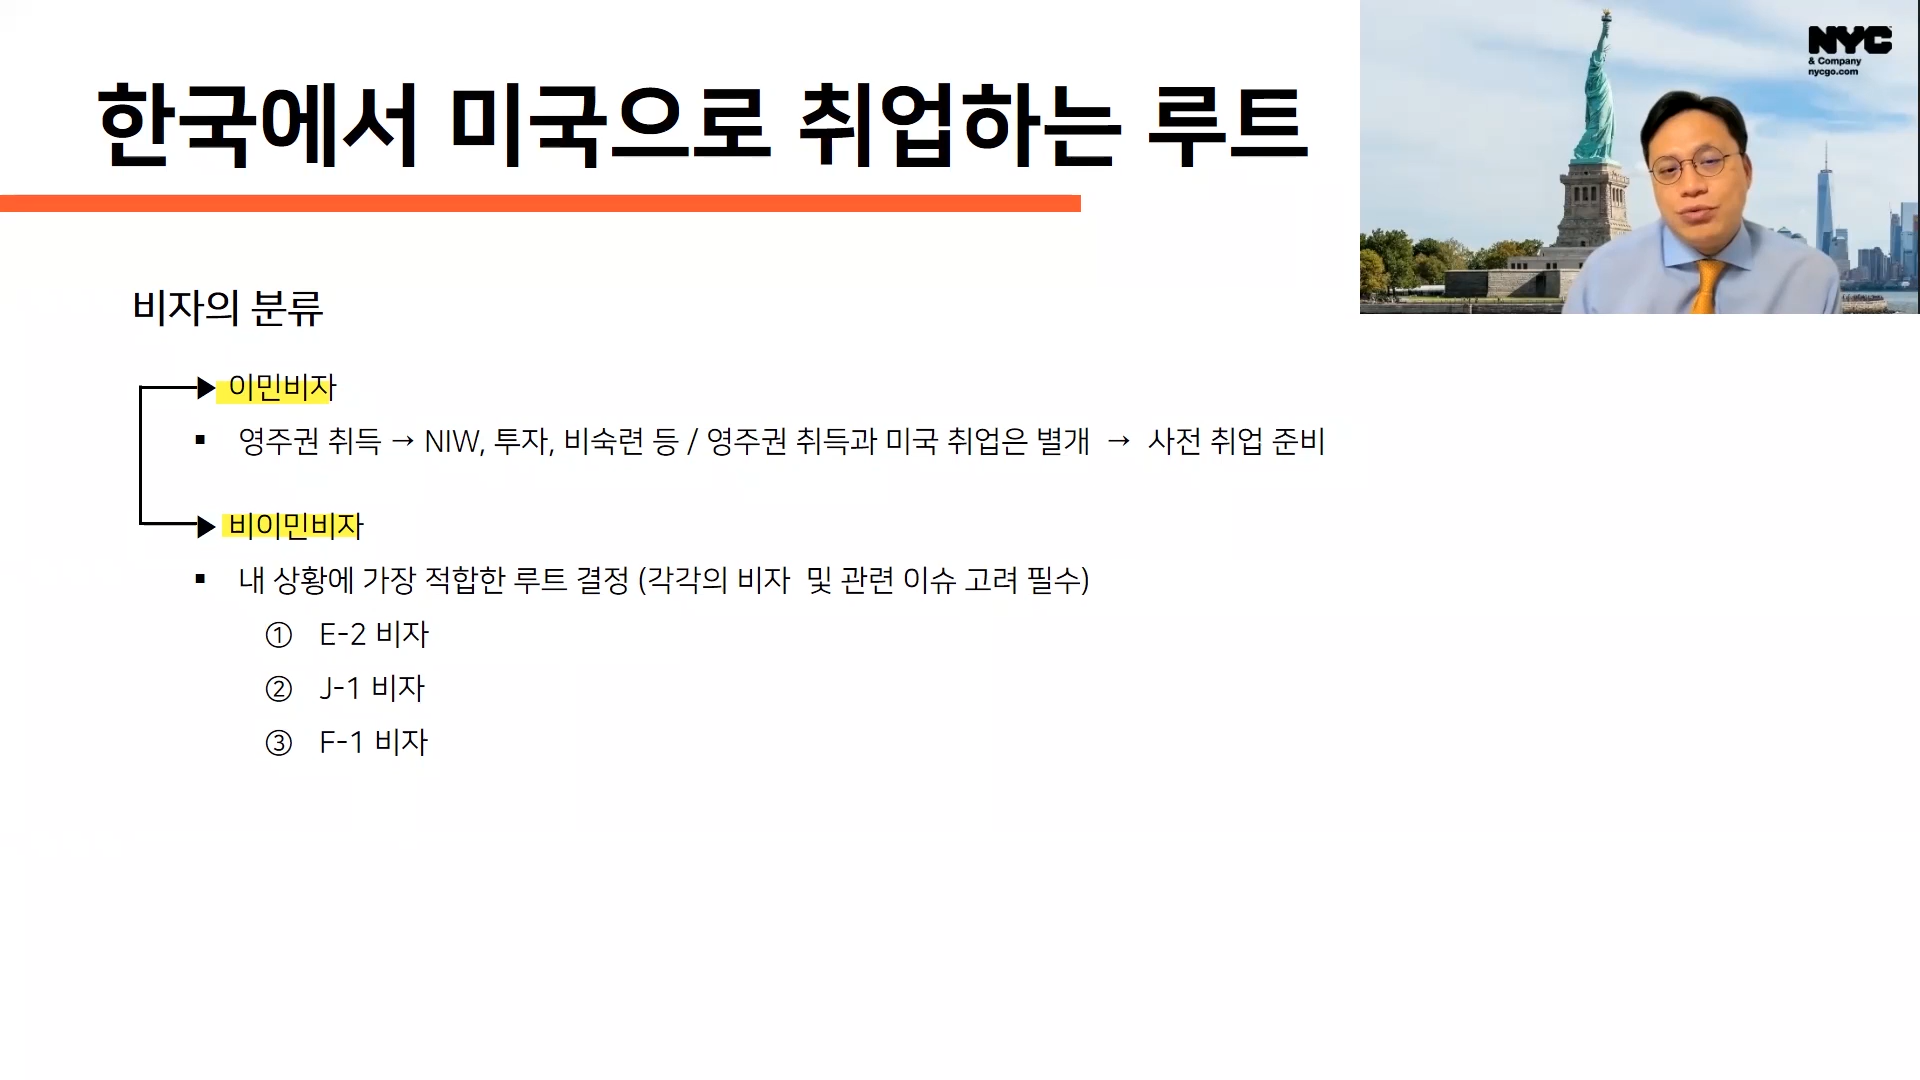 한국에서 미국으로 취업하는 루트
NYC
& Company
nycgo.com
비자의 분류
이민비자
▪ 영주권 취득 → NIW, 투자, 비숙련 등 / 영주권 취득과 미국 취업은 별개 → 사전 취업 준비
비이민비자
▪ 내 상황에 가장 적합한 루트 결정 (각각의 비자 및 관련 이슈 고려 필수)
① E-2 비자
② J-1 비자
③ F-1 비자